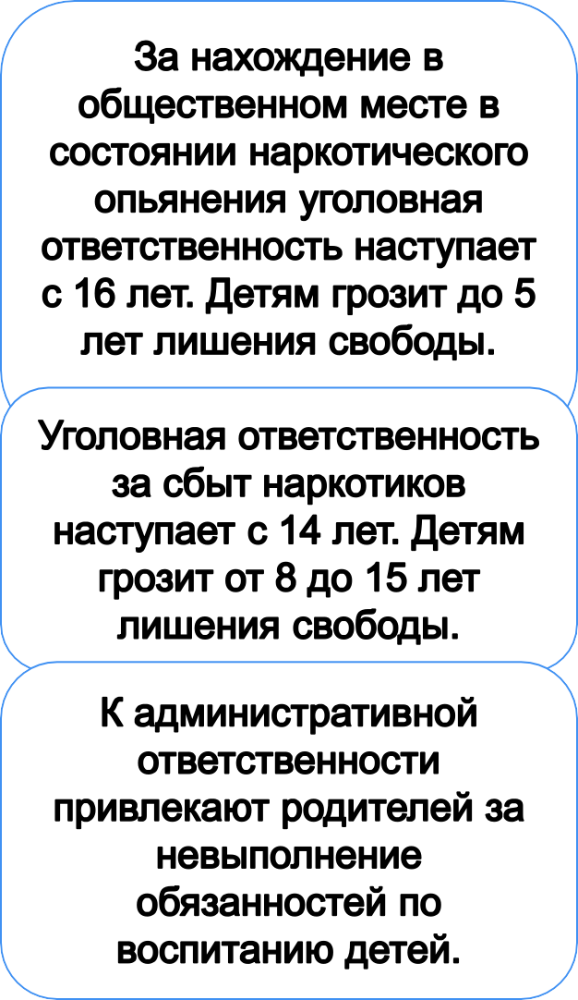 За нахождение в
общественном месте в
состоянии наркотического
опьянения уголовная
ответственность наступает
с 16 лет. Детям грозит до 5
лет лишения свободы.
Уголовная ответственность
за сбыт наркотиков
наступает с 14 лет. Детям
грозит от 8 до 15 лет
лишения свободы.
К административной
ответственности
привлекают родителей за
невыполнение
обязанностей по
воспитанию детей.